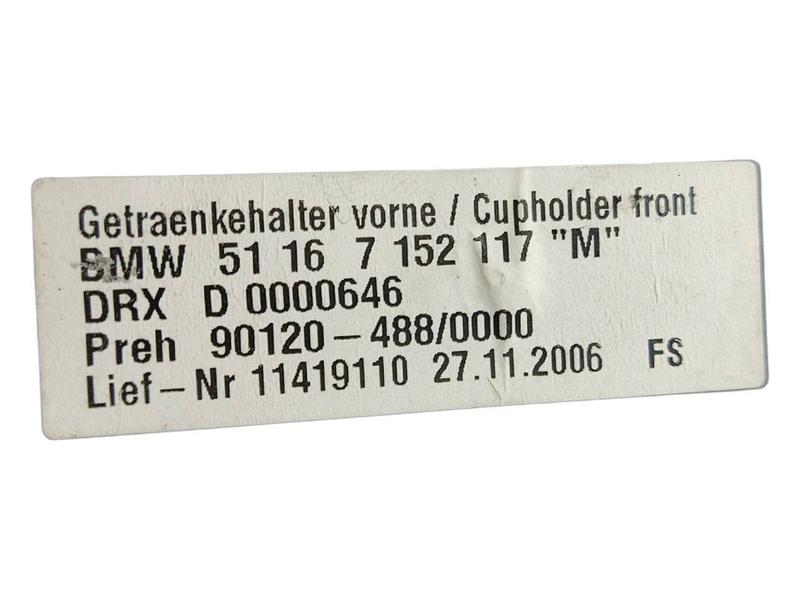 Getraenkehalter vorne / Cupholder front
BMW 51 16 7 152 117 "M"
DRX D 0000646
Preh 90120-488/0000
Lief-Nr 11419110 27.11.2006 FS